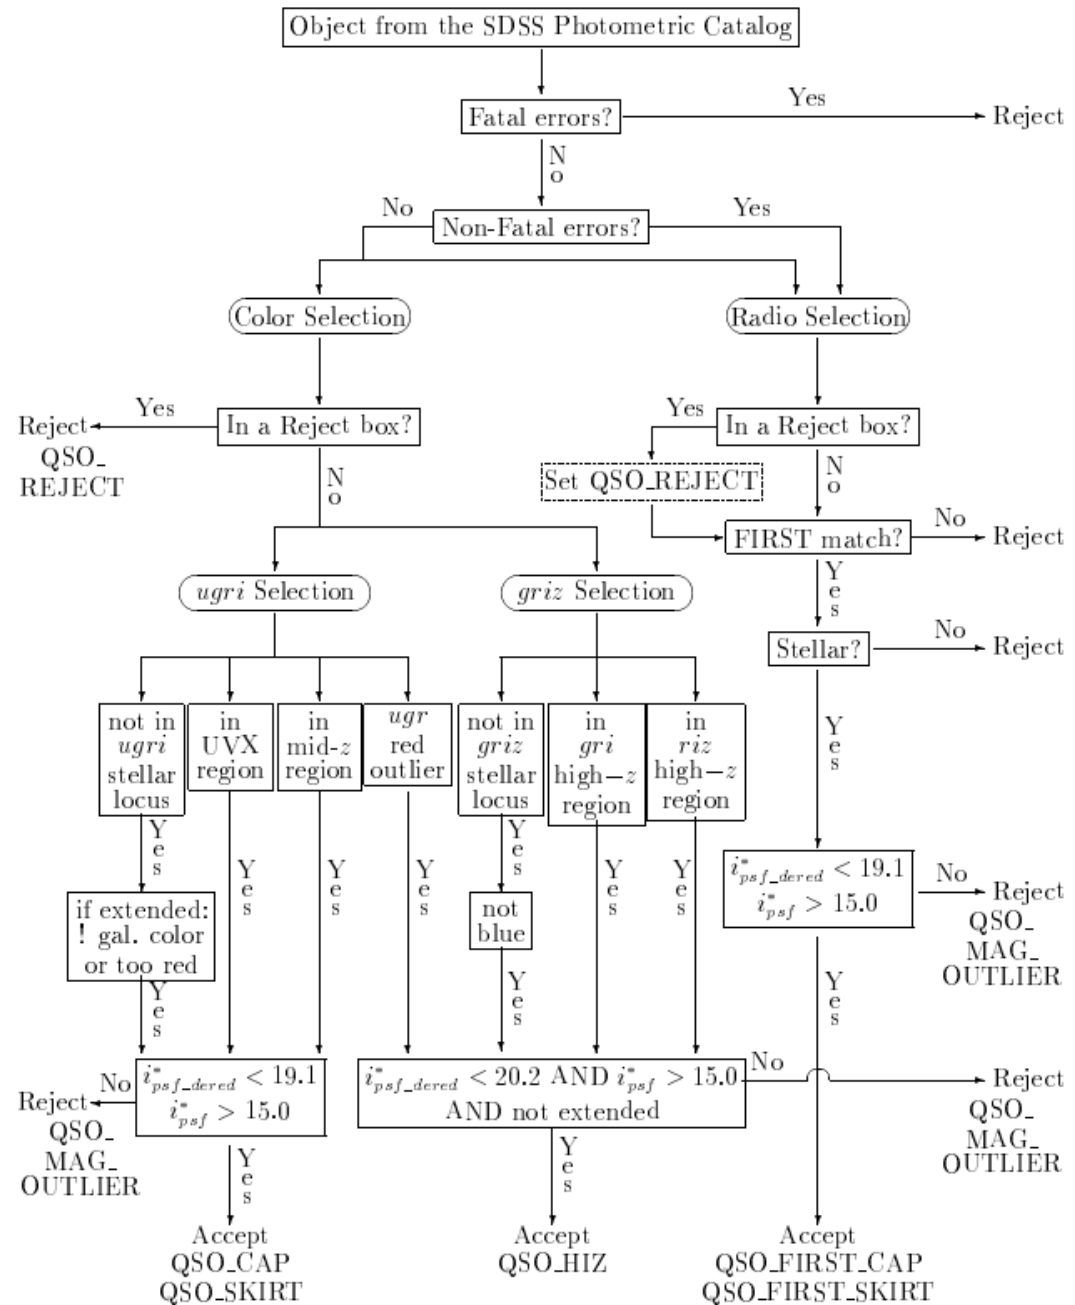 Object from the SDSS Photometric Catalog
Yes
Fatal errors?
Reject
No
No
Yes
Non-Fatal errors?
Color Selection
Radio Selection
Yes
In a Reject box?
Reject
QSO_
REJECT
No
Yes
In a Reject box?
Set QSO_REJECT
No
FIRST match?
No
Reject
Yes
ugri Selection
griz Selection
Stellar?
No
Reject
Yes
not in
ugri
stellar
locus
in
UVX
region
in
mid-z
region
ugr
red
outlier
not in
griz
stellar
locus
in
gri
high–z
region
in
riz
high–z
region
Yes
Yes
Yes
Yes
Yes
Yes
Yes
if extended:
! gal. color
or too red
not
blue
Yes
Yes
i*psf_dered < 19.1
i*psf > 15.0
No
Reject
QSO_
MAG_
OUTLIER
Yes
i*psf_dered < 19.1
i*psf > 15.0
No
Reject
QSO_
MAG_
OUTLIER
i*psf_dered < 20.2 AND i*psf > 15.0
AND not extended
No
Reject
QSO_
MAG_
OUTLIER
Yes
Yes
Accept
QSO_CAP
QSO_SKIRT
Accept
QSO_HIZ
Accept
QSO_FIRST_CAP
QSO_FIRST_SKIRT